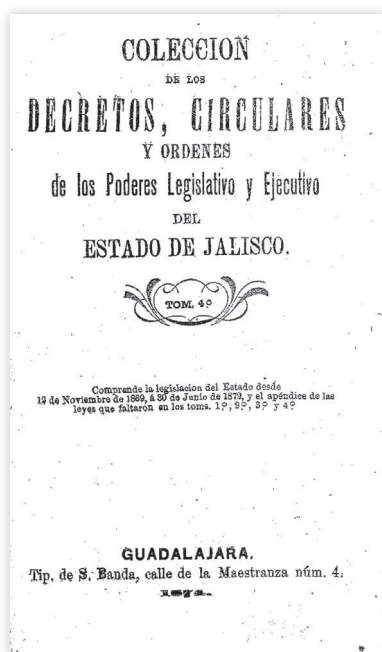 COLECCION
DE LOS
DECRETOS, CIRCULARES
Y ORDENES
de los Poderes Legislativo y Ejecutivo
DEL
ESTADO DE JALISCO.
TOM. 4º
Comprende la legislacion del Estado desde
de Noviembre de 1869, á 30 de Junio de 1872, y el apéndice de las
leyes que faltaron en los toms. 1º, 2º, 3º y 4º
GUADALAJARA.
Tip. de S. Banda, calle de la Maestranza núm. 4.